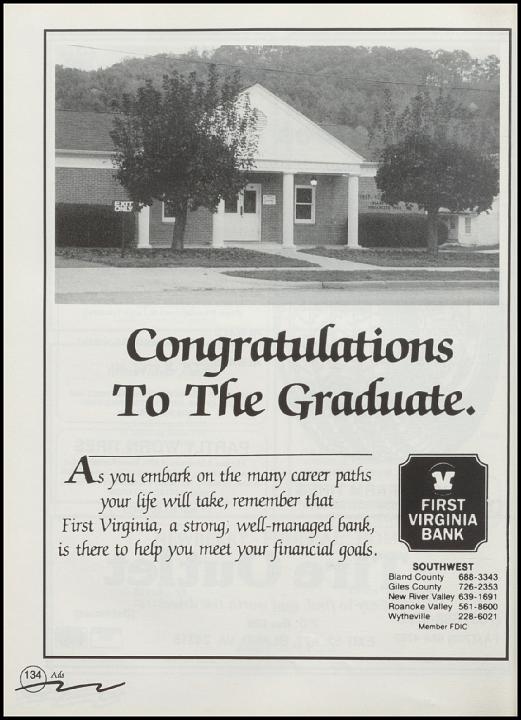 EXIT
ONLY
Congratulations
To The Graduate.
As you embark on the many career paths
your life will take, remember that
First Virginia, a strong, well-managed bank,
is there to help you meet your financial goals.
FIRST
VIRGINIA
BANK
SOUTHWEST
Bland County 688-3343
Giles County 726-2353
New River Valley 639-1691
Roanoke Valley 561-8600
Wytheville 228-6021
Member FDIC
134 Ads